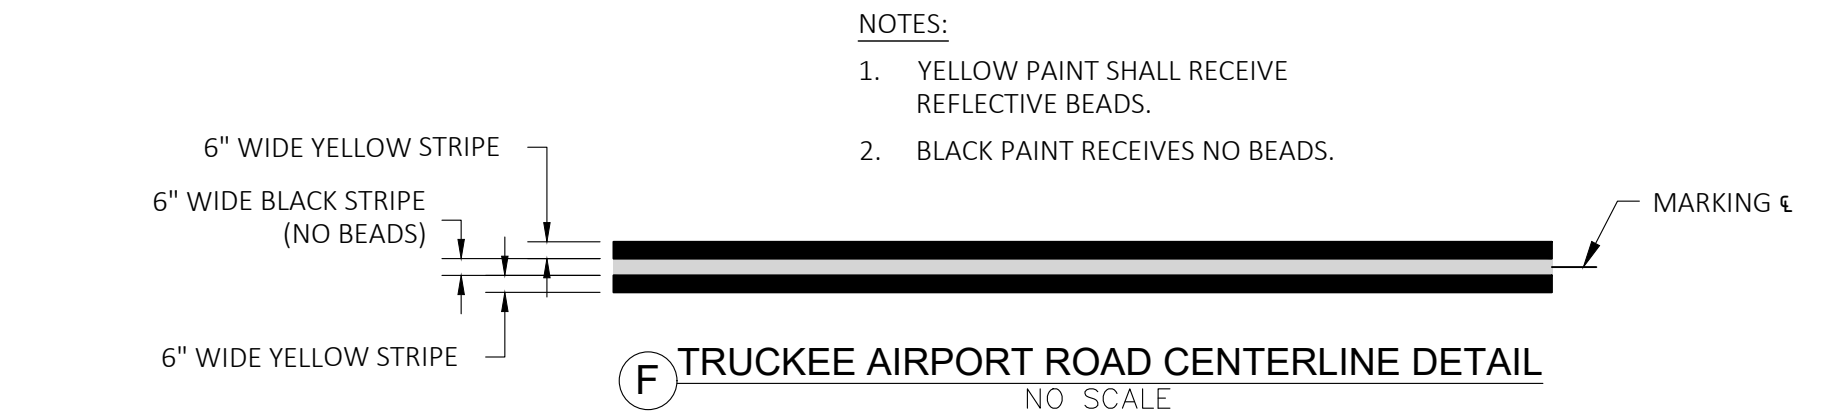 NOTES:
1. YELLOW PAINT SHALL RECEIVE
REFLECTIVE BEADS.
2. BLACK PAINT RECEIVES NO BEADS.
6" WIDE YELLOW STRIPE
6" WIDE BLACK STRIPE
(NO BEADS)
MARKING ℄
6" WIDE YELLOW STRIPE
F TRUCKEE AIRPORT ROAD CENTERLINE DETAIL
NO SCALE